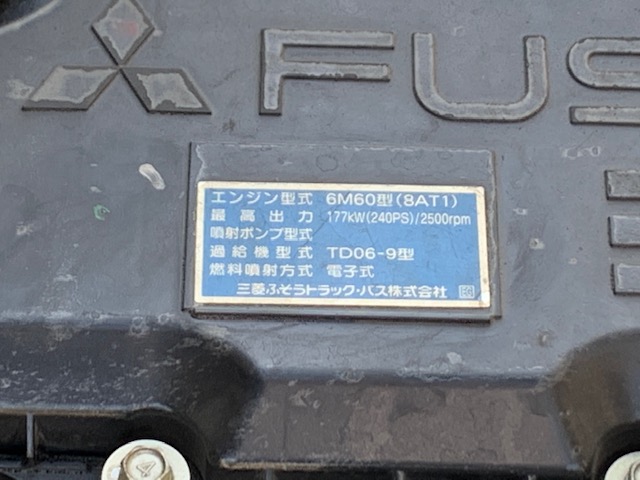 FUS
エンジン型式 6M60型(8AT1)
最高出力 177kW(240PS)/2500rpm
噴射ポンプ型式
過給機型式 TD06-9型
燃料噴射方式 電子式
三菱ふそうトラック・バス株式会社
4